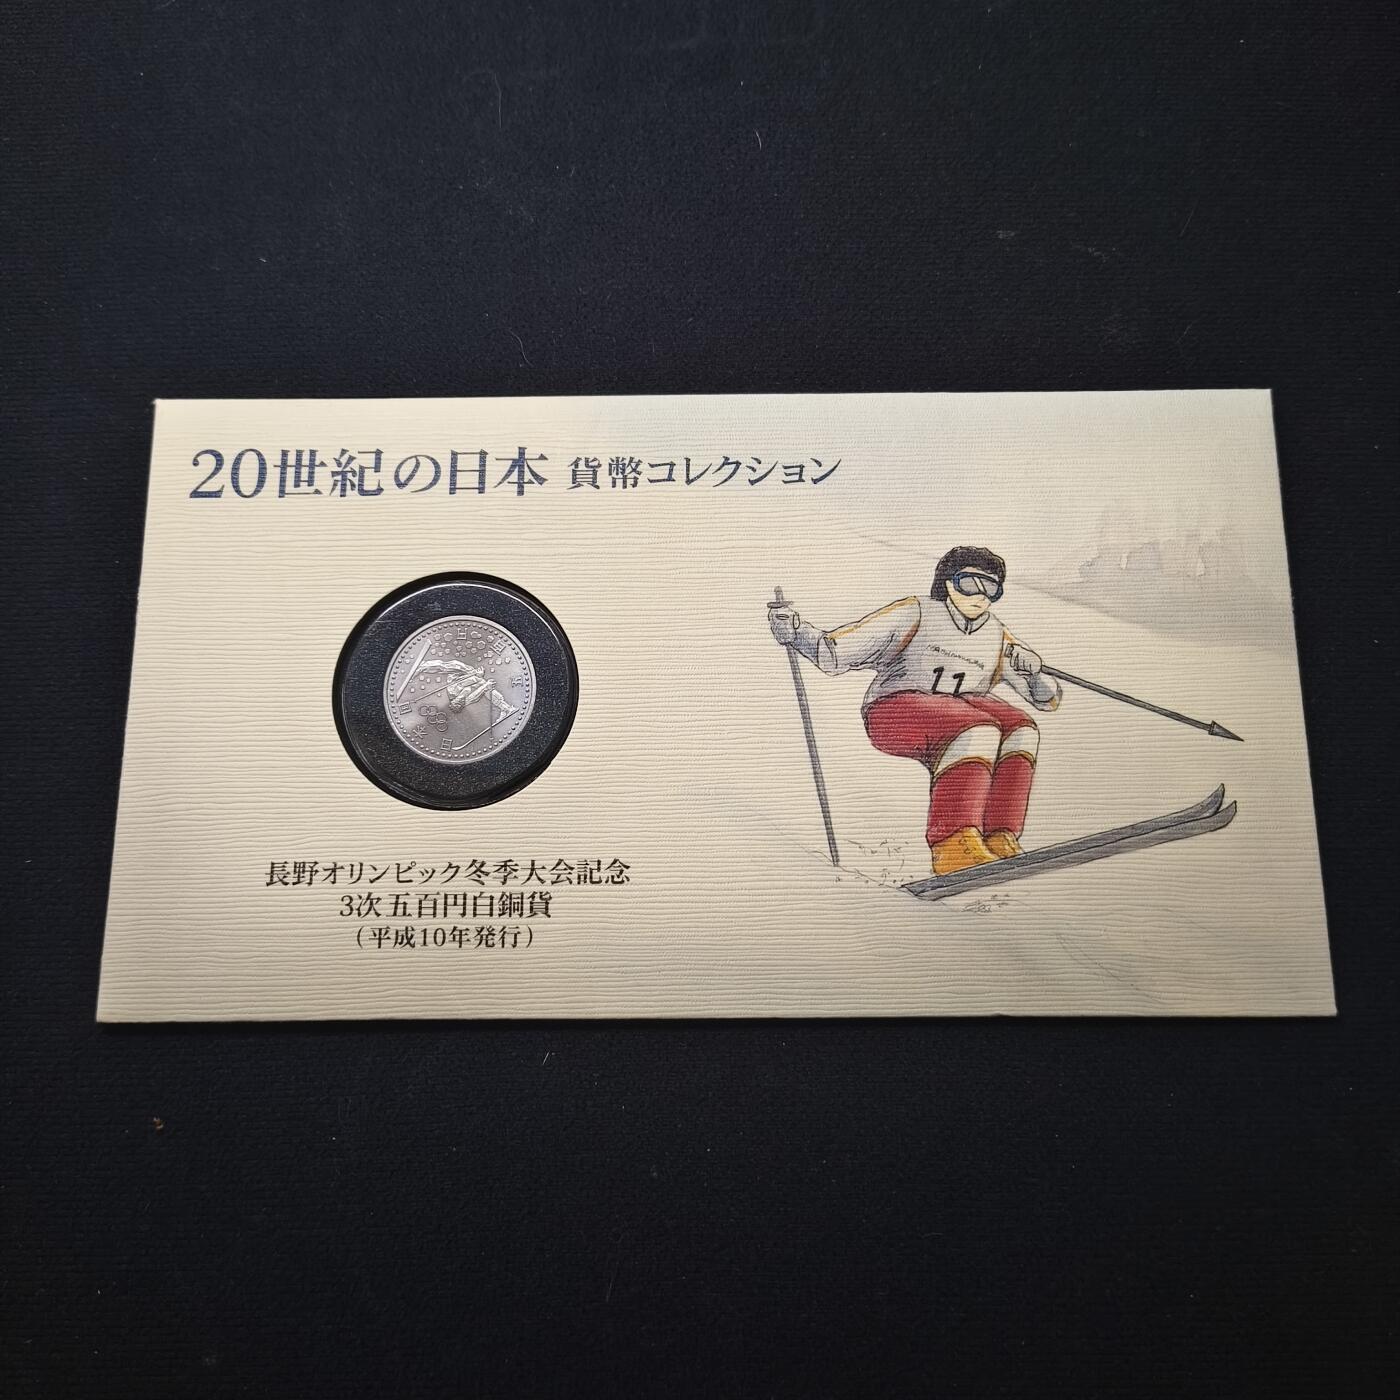 20世紀の日本 貨幣コレクション
長野オリンピック冬季大会記念
3次五百円白銅貨
（平成10年発行）
11